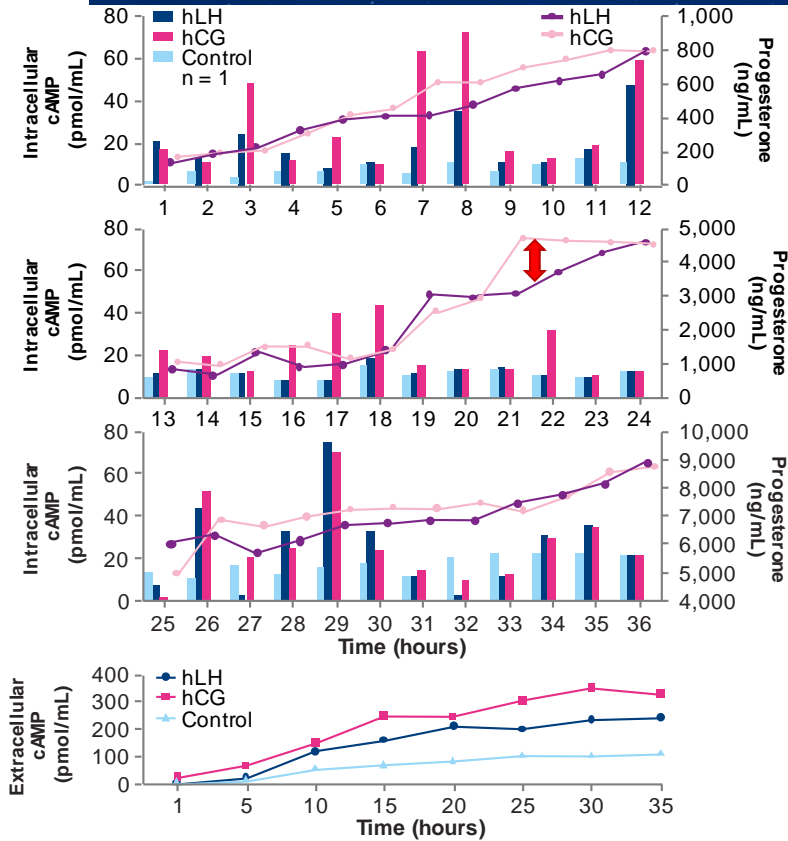 hLH
hCG
Control
n = 1
hLH
hCG
Intracellular
cAMP
(pmol/mL)
80
60
40
20
0
1,000
800
600
400
200
0
Progesterone
(ng/mL)
1 2 3 4 5 6 7 8 9 10 11 12
Intracellular
cAMP
(pmol/mL)
80
60
40
20
0
5,000
4,000
3,000
2,000
1,000
0
Progesterone
(ng/mL)
13 14 15 16 17 18 19 20 21 22 23 24
Intracellular
cAMP
(pmol/mL)
80
60
40
20
0
10,000
9,000
8,000
7,000
6,000
5,000
4,000
Progesterone
(ng/mL)
25 26 27 28 29 30 31 32 33 34 35 36
Time (hours)
Extracellular
cAMP
(pmol/mL)
400
300
200
100
0
hLH
hCG
Control
1 5 10 15 20 25 30 35
Time (hours)